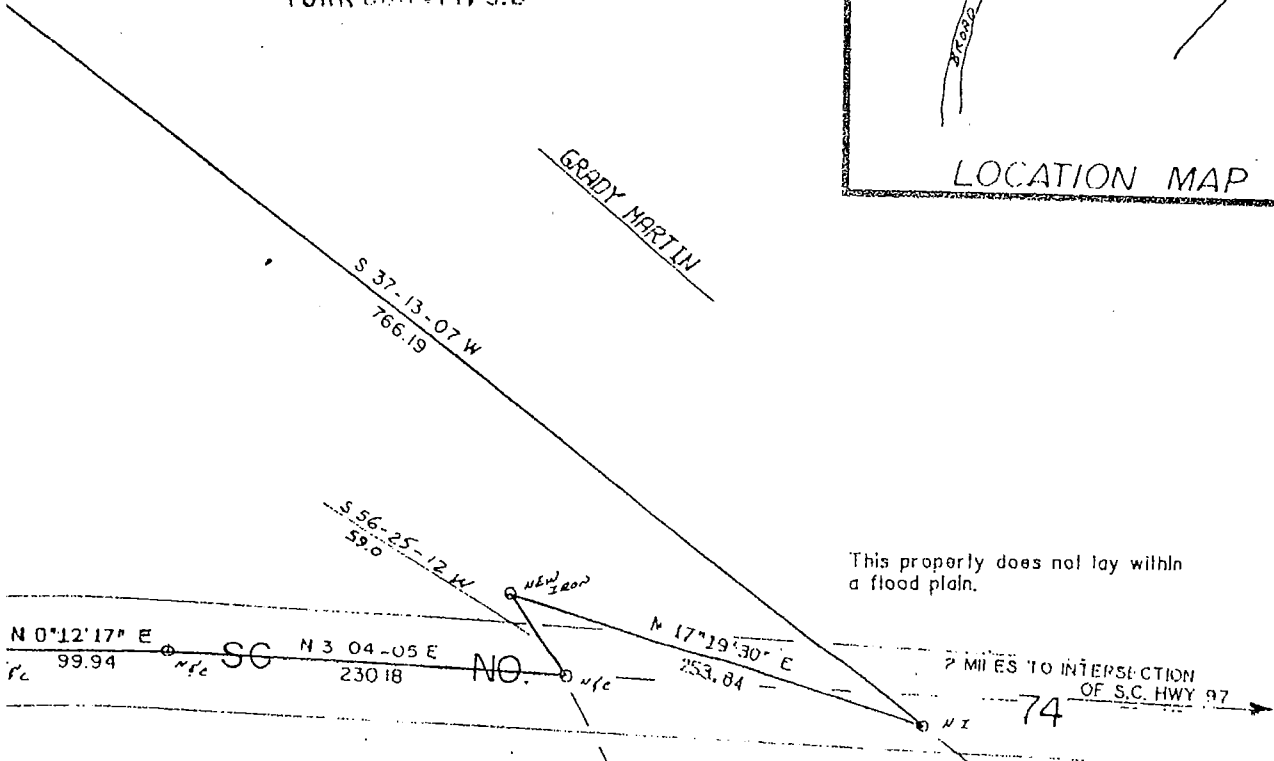 BROAD
LOCATION MAP
GRADY MARTIN
S 37-13-07 W
766.19
S 56-25-12 W
59.0
NEW
IRON
This property does not lay within
a flood plain.
N 0°12'17" E
99.94
N&C
SC
N 3 04-05 E
230 18
NO.
N&C
N 17°19'30" E
253.84
MILES TO INTERSECTION
OF S.C. HWY 97
74
N I